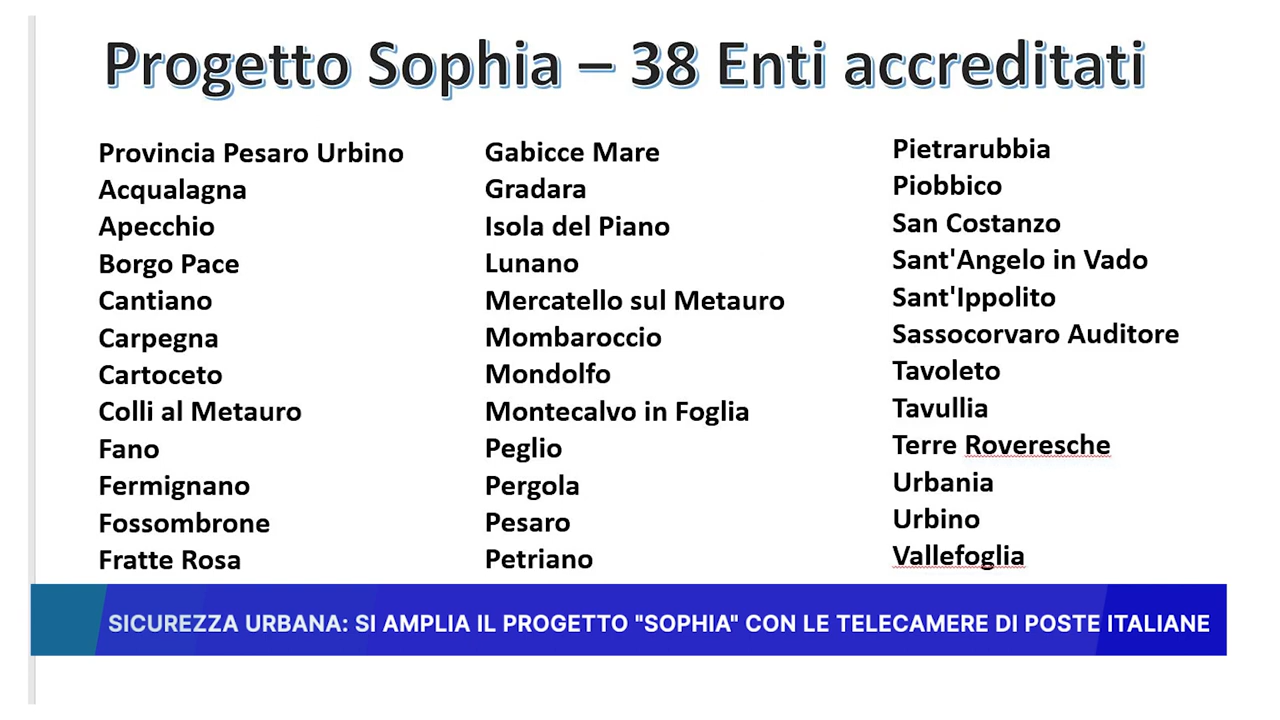 Progetto Sophia – 38 Enti accreditati
Provincia Pesaro Urbino
Acqualagna
Apecchio
Borgo Pace
Cantiano
Carpegna
Cartoceto
Colli al Metauro
Fano
Fermignano
Fossombrone
Fratte Rosa
Gabicce Mare
Gradara
Isola del Piano
Lunano
Mercatello sul Metauro
Mombaroccio
Mondolfo
Montecalvo in Foglia
Peglio
Pergola
Pesaro
Petriano
Pietrarubbia
Piobbico
San Costanzo
Sant'Angelo in Vado
Sant'Ippolito
Sassocorvaro Auditore
Tavoleto
Tavullia
Terre Roveresche
Urbania
Urbino
Vallefoglia
SICUREZZA URBANA: SI AMPLIA IL PROGETTO "SOPHIA" CON LE TELECAMERE DI POSTE ITALIANE